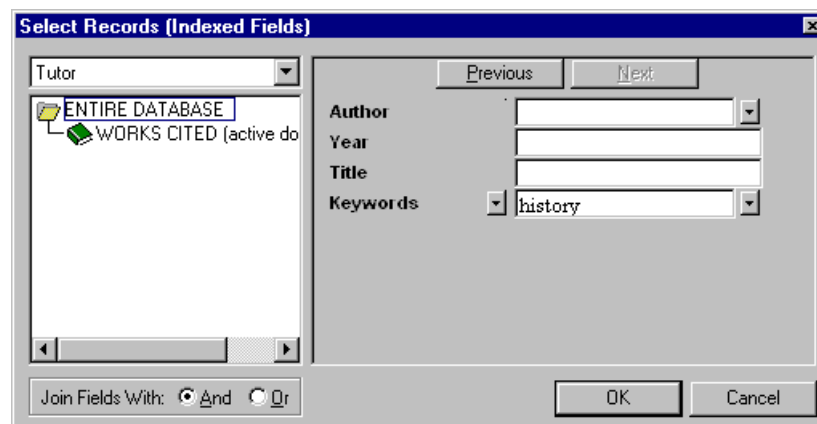 Select Records (Indexed Fields)
Tutor
ENTIRE DATABASE
WORKS CITED (active do
Join Fields With: And Or
Previous Next
Author
Year
Title
Keywords history
OK Cancel